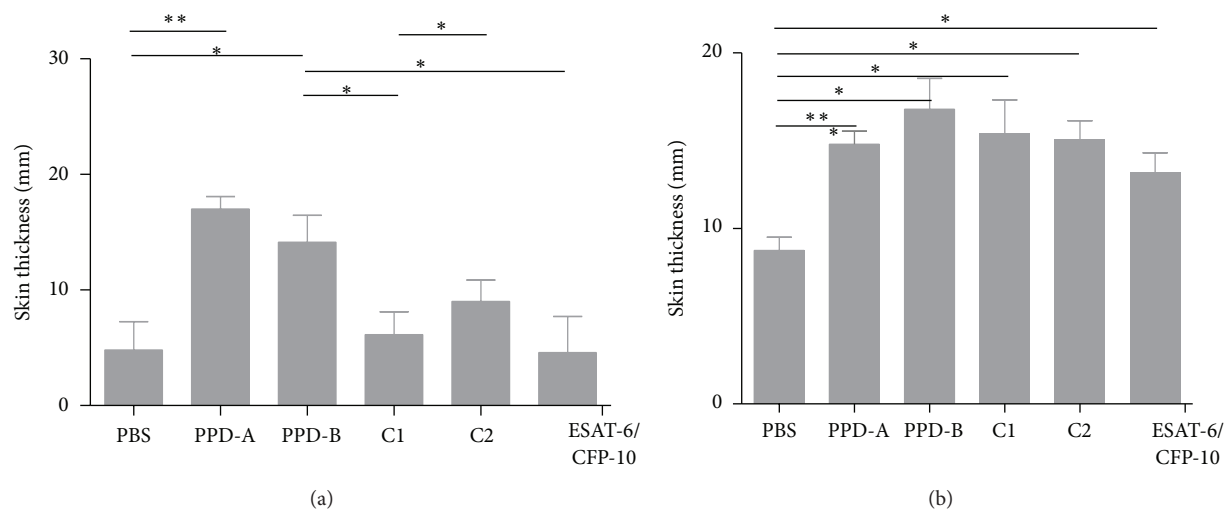 **
*
*
*
*
30
20
10
0
Skin thickness (mm)
PBS
PPD-A
PPD-B
C1
C2
ESAT-6/
CFP-10
(a)
*
*
*
*
**
*
20
10
0
Skin thickness (mm)
PBS
PPD-A
PPD-B
C1
C2
ESAT-6/
CFP-10
(b)